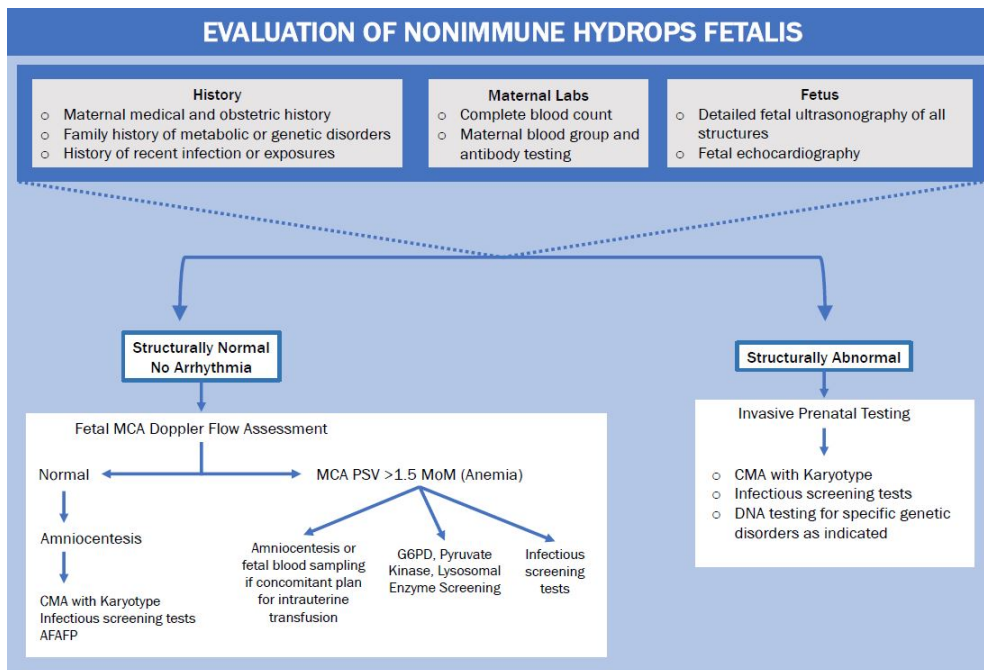 EVALUATION OF NONIMMUNE HYDROPS FETALIS
History
o Maternal medical and obstetric history
o Family history of metabolic or genetic disorders
o History of recent infection or exposures
Maternal Labs
o Complete blood count
o Maternal blood group and
antibody testing
Fetus
o Detailed fetal ultrasonography of all
structures
o Fetal echocardiography
Structurally Normal
No Arrhythmia
Fetal MCA Doppler Flow Assessment
Normal
Amniocentesis
CMA with Karyotype
Infectious screening tests
AFAFP
MCA PSV >1.5 MoM (Anemia)
Amniocentesis or
fetal blood sampling
if concomitant plan
for intrauterine
transfusion
G6PD, Pyruvate
Kinase, Lysosomal
Enzyme Screening
Infectious
screening
tests
Structurally Abnormal
Invasive Prenatal Testing
o CMA with Karyotype
o Infectious screening tests
o DNA testing for specific genetic
disorders as indicated